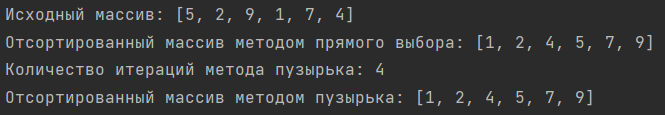 Исходный массив: [5, 2, 9, 1, 7, 4]
Отсортированный массив методом прямого выбора: [1, 2, 4, 5, 7, 9]
Количество итераций метода пузырька: 4
Отсортированный массив методом пузырька: [1, 2, 4, 5, 7, 9]